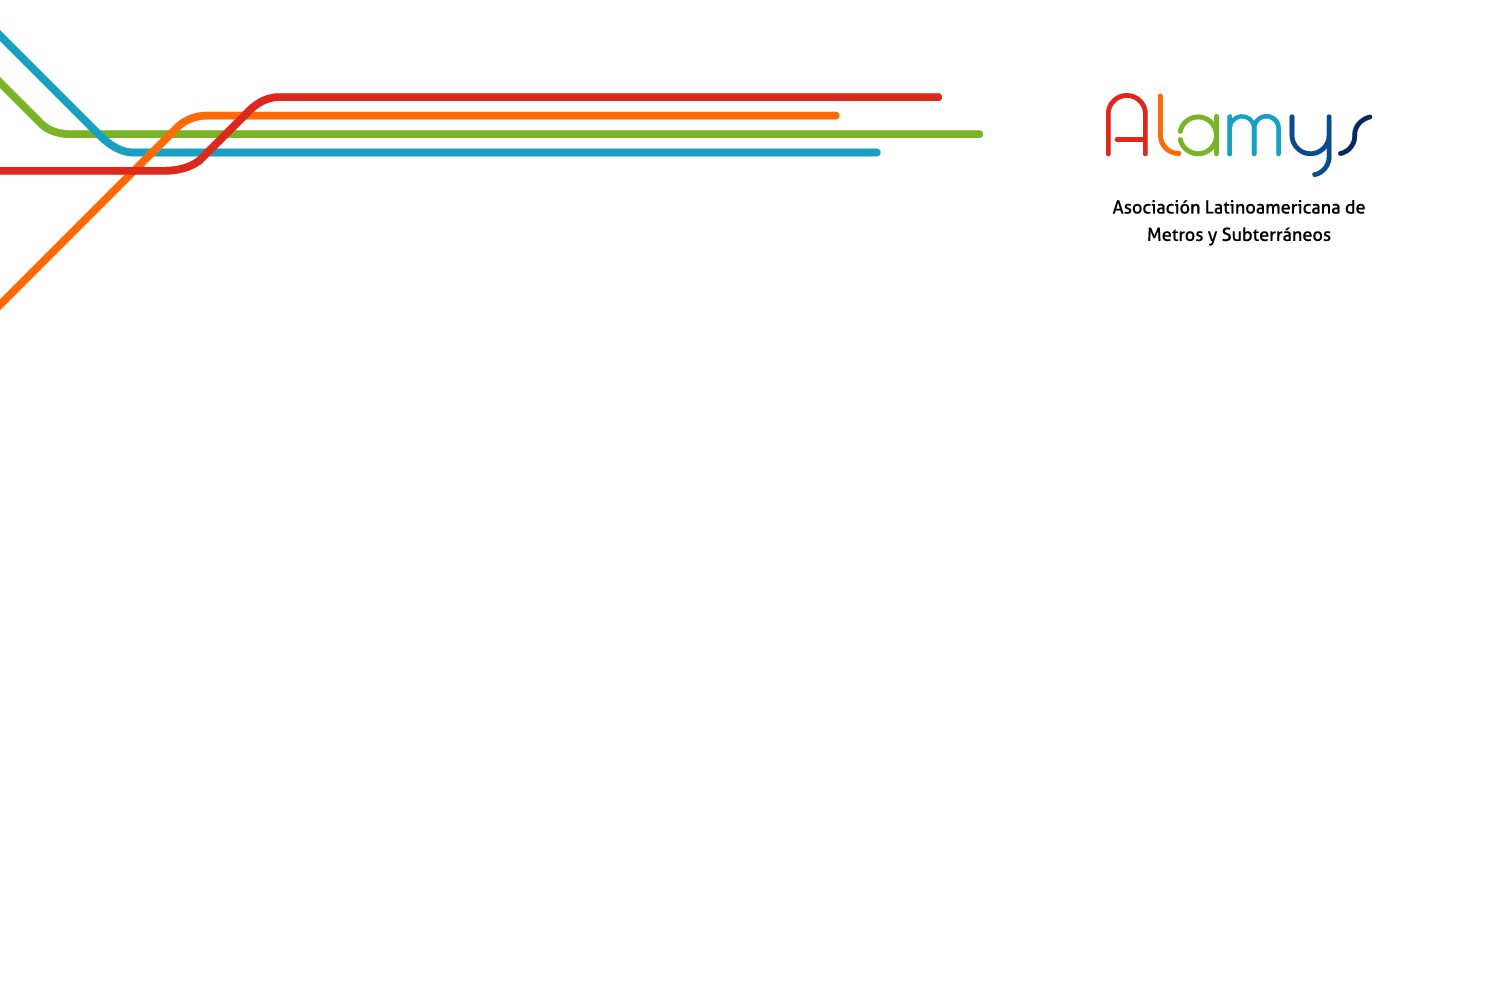 Alamys
Asociación Latinoamericana de
Metros y Subterráneos